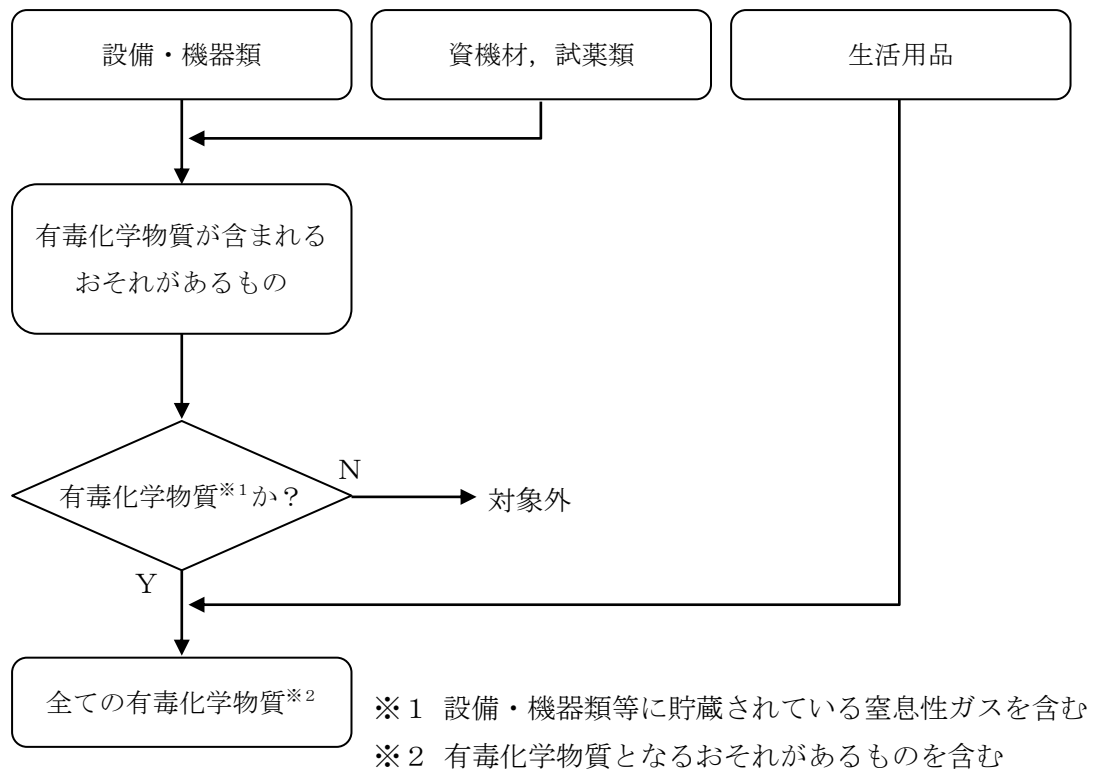 設備・機器類
資機材，試薬類
生活用品
有毒化学物質が含まれる
おそれがあるもの
有毒化学物質※1か？
N
対象外
Y
全ての有毒化学物質※2
※１ 設備・機器類等に貯蔵されている窒息性ガスを含む
※２ 有毒化学物質となるおそれがあるものを含む